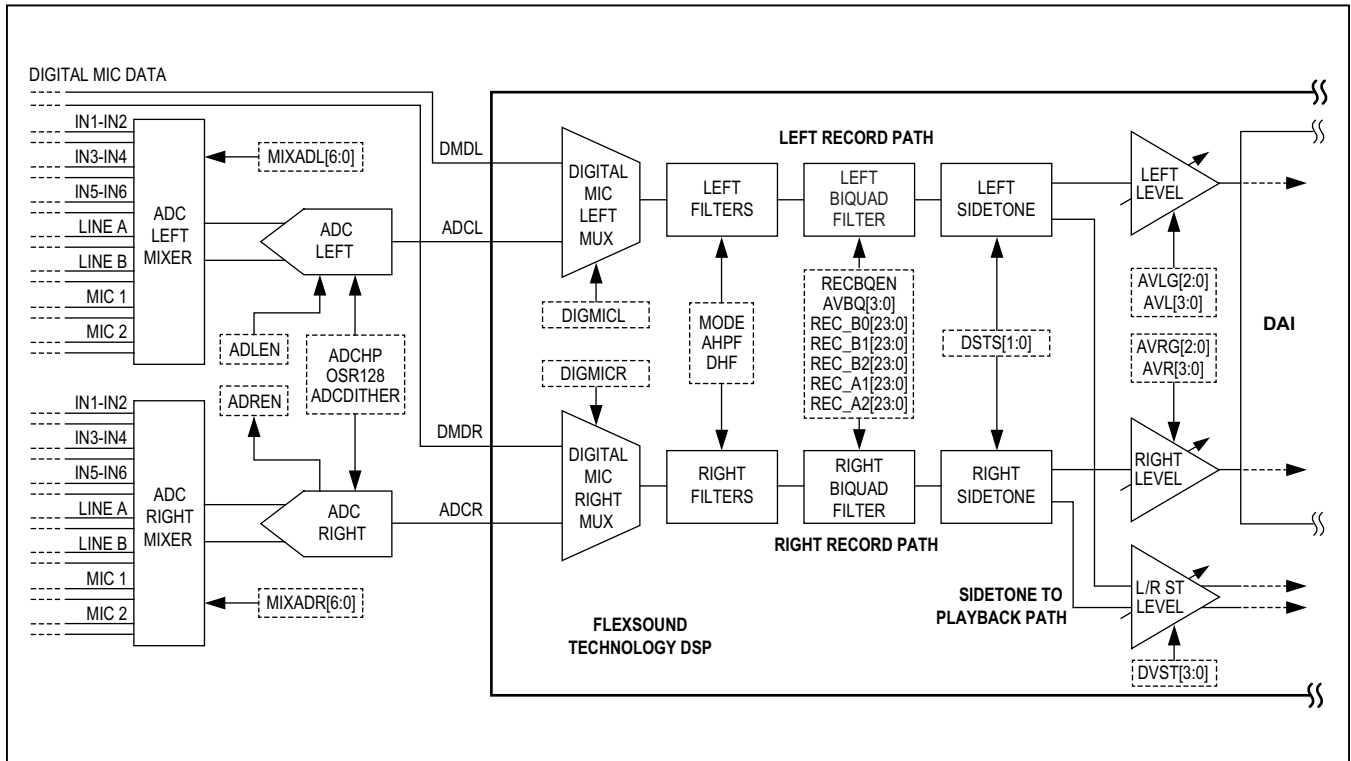 DIGITAL MIC DATA
IN1-IN2
IN3-IN4
IN5-IN6
LINE A
LINE B
MIC 1
MIC 2
ADC
LEFT
MIXER
MIXADL[6:0]
ADC
LEFT
ADLEN
ADCHP
OSR128
ADCDITHER
ADREN
IN1-IN2
IN3-IN4
IN5-IN6
LINE A
LINE B
MIC 1
MIC 2
ADC
RIGHT
MIXER
MIXADR[6:0]
ADC
RIGHT
DMDL
ADCL
DMDR
ADCR
DIGITAL
MIC
LEFT
MUX
DIGMICL
DIGMICR
DIGITAL
MIC
RIGHT
MUX
LEFT RECORD PATH
LEFT
FILTERS
LEFT
BIQUAD
FILTER
LEFT
SIDETONE
LEFT
LEVEL
MODE
AHPF
DHF
RECBQEN
AVBQ[3:0]
REC_B0[23:0]
REC_B1[23:0]
REC_B2[23:0]
REC_A1[23:0]
REC_A2[23:0]
DSTS[1:0]
AVLG[2:0]
AVL[3:0]
AVRG[2:0]
AVR[3:0]
DAI
RIGHT
FILTERS
RIGHT
BIQUAD
FILTER
RIGHT
SIDETONE
RIGHT
LEVEL
RIGHT RECORD PATH
SIDETONE TO
PLAYBACK PATH
L/R ST
LEVEL
DVST[3:0]
FLEXSOUND
TECHNOLOGY DSP